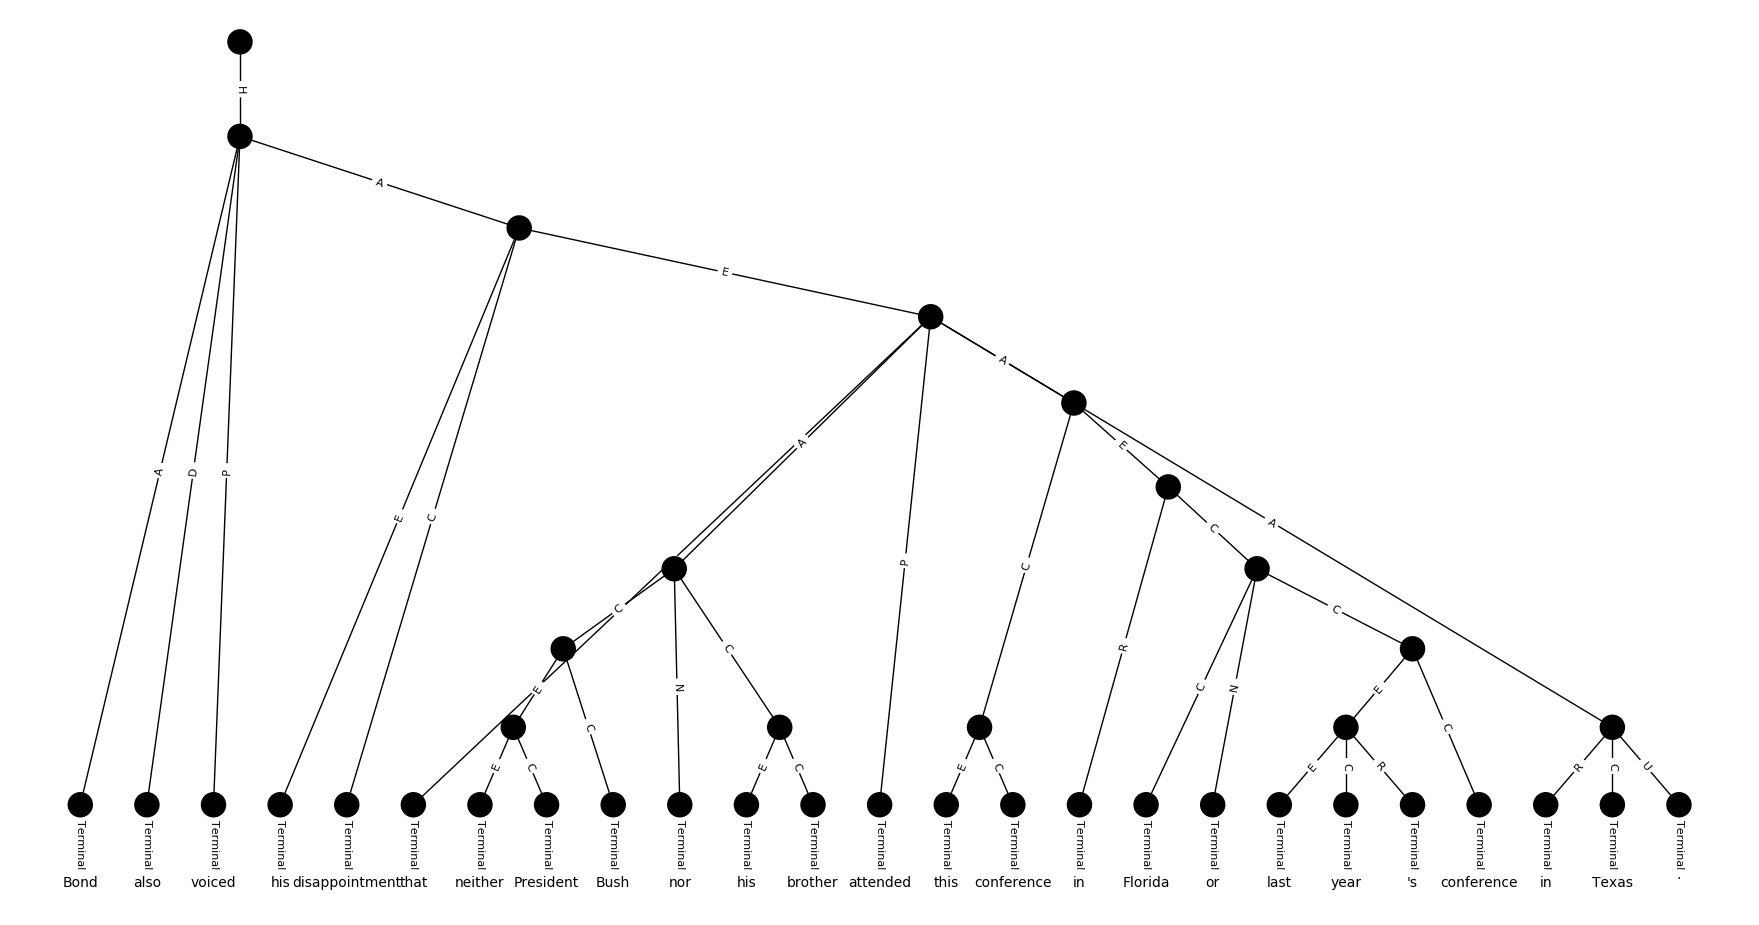 H
A
E
A
A
E
A D P
A
E C
C
P
C
C
C
C
R
E
C
N
C
N
E
E
C
C
E C
E C
E C
E C R
R C U
Terminal Terminal Terminal Terminal Terminal Terminal Terminal Terminal Terminal Terminal Terminal Terminal Terminal Terminal Terminal Terminal Terminal Terminal Terminal Terminal Terminal Terminal Terminal Terminal Terminal
Bond also voiced his disappointment that neither President Bush nor his brother attended this conference in Florida or last year 's conference in Texas .